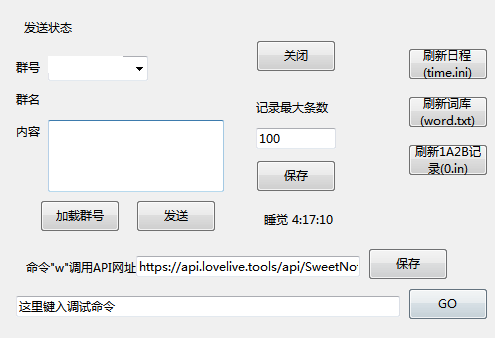 发送状态
关闭
刷新日程
(time.ini)
群号
群名
记录最大条数
刷新词库
(word.txt)
内容
100
刷新1A2B记
录(0.in)
保存
加载群号
发送
睡觉 4:17:10
命令"w"调用API网址
https://api.lovelive.tools/api/SweetNo
保存
这里键入调试命令
GO